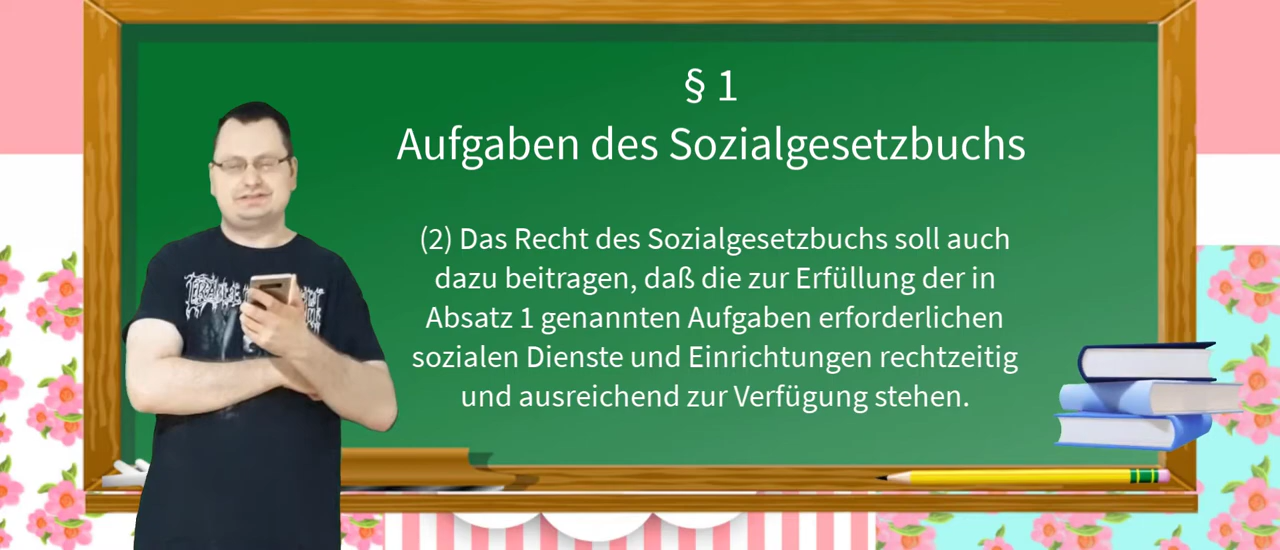 § 1
Aufgaben des Sozialgesetzbuchs
(2) Das Recht des Sozialgesetzbuchs soll auch
dazu beitragen, daß die zur Erfüllung der in
Absatz 1 genannten Aufgaben erforderlichen
sozialen Dienste und Einrichtungen rechtzeitig
und ausreichend zur Verfügung stehen.